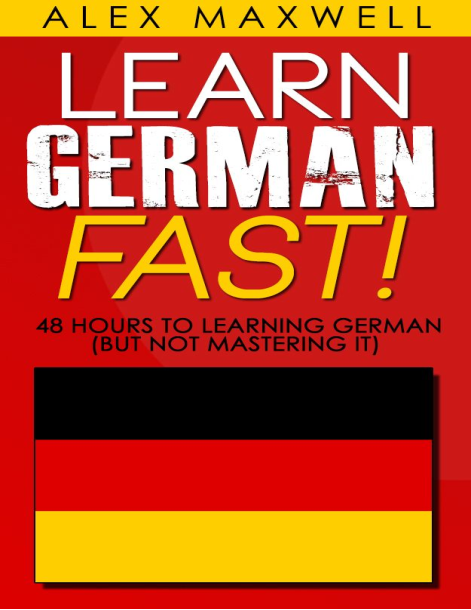 ALEX MAXWELL
LEARN
GERMAN
FAST!
48 HOURS TO LEARNING GERMAN
(BUT NOT MASTERING IT)